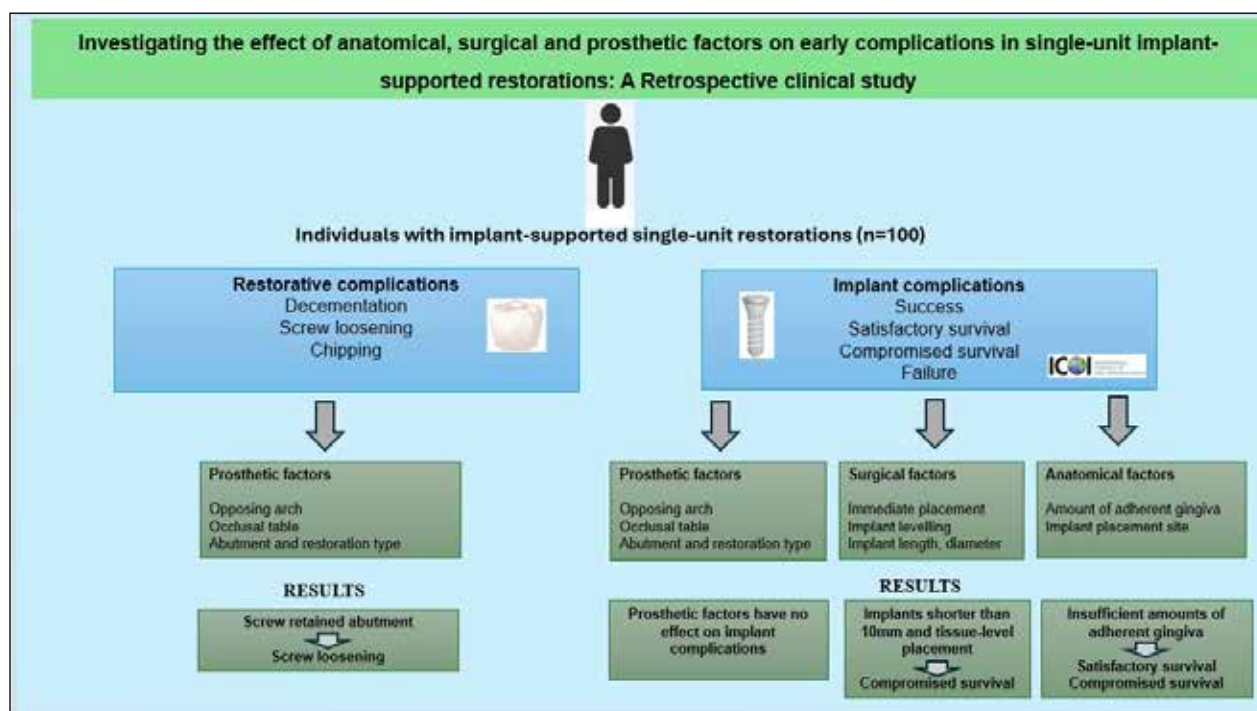 Investigating the effect of anatomical, surgical and prosthetic factors on early complications in single-unit implant-
supported restorations: A Retrospective clinical study
Individuals with implant-supported single-unit restorations (n=100)
Restorative complications
Decementation
Screw loosening
Chipping
Implant complications
Success
Satisfactory survival
Compromised survival
Failure
ICOI
Prosthetic factors
Opposing arch
Occlusal table
Abutment and restoration type
Prosthetic factors
Opposing arch
Occlusal table
Abutment and restoration type
Surgical factors
Immediate placement
Implant levelling
Implant length, diameter
Anatomical factors
Amount of adherent gingiva
Implant placement site
RESULTS
Screw retained abutment
Screw loosening
RESULTS
Prosthetic factors have no
effect on implant
complications
Implants shorter than
10mm and tissue-level
placement
Compromised survival
Insufficient amounts of
adherent gingiva
Satisfactory survival
Compromised survival